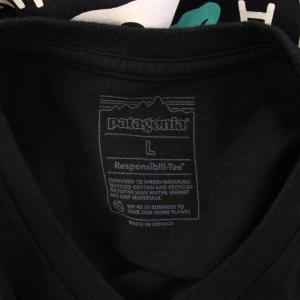 patagonia®
L
Responsibili-Tee®
COMPARED TO VIRGIN MATERIALS,
RECYCLED COTTON AND RECYCLED
POLYESTER SAVE WATER, ENERGY
AND RAW MATERIALS.
WE'RE IN BUSINESS TO
SAVE OUR HOME PLANET.
MADE IN MEXICO